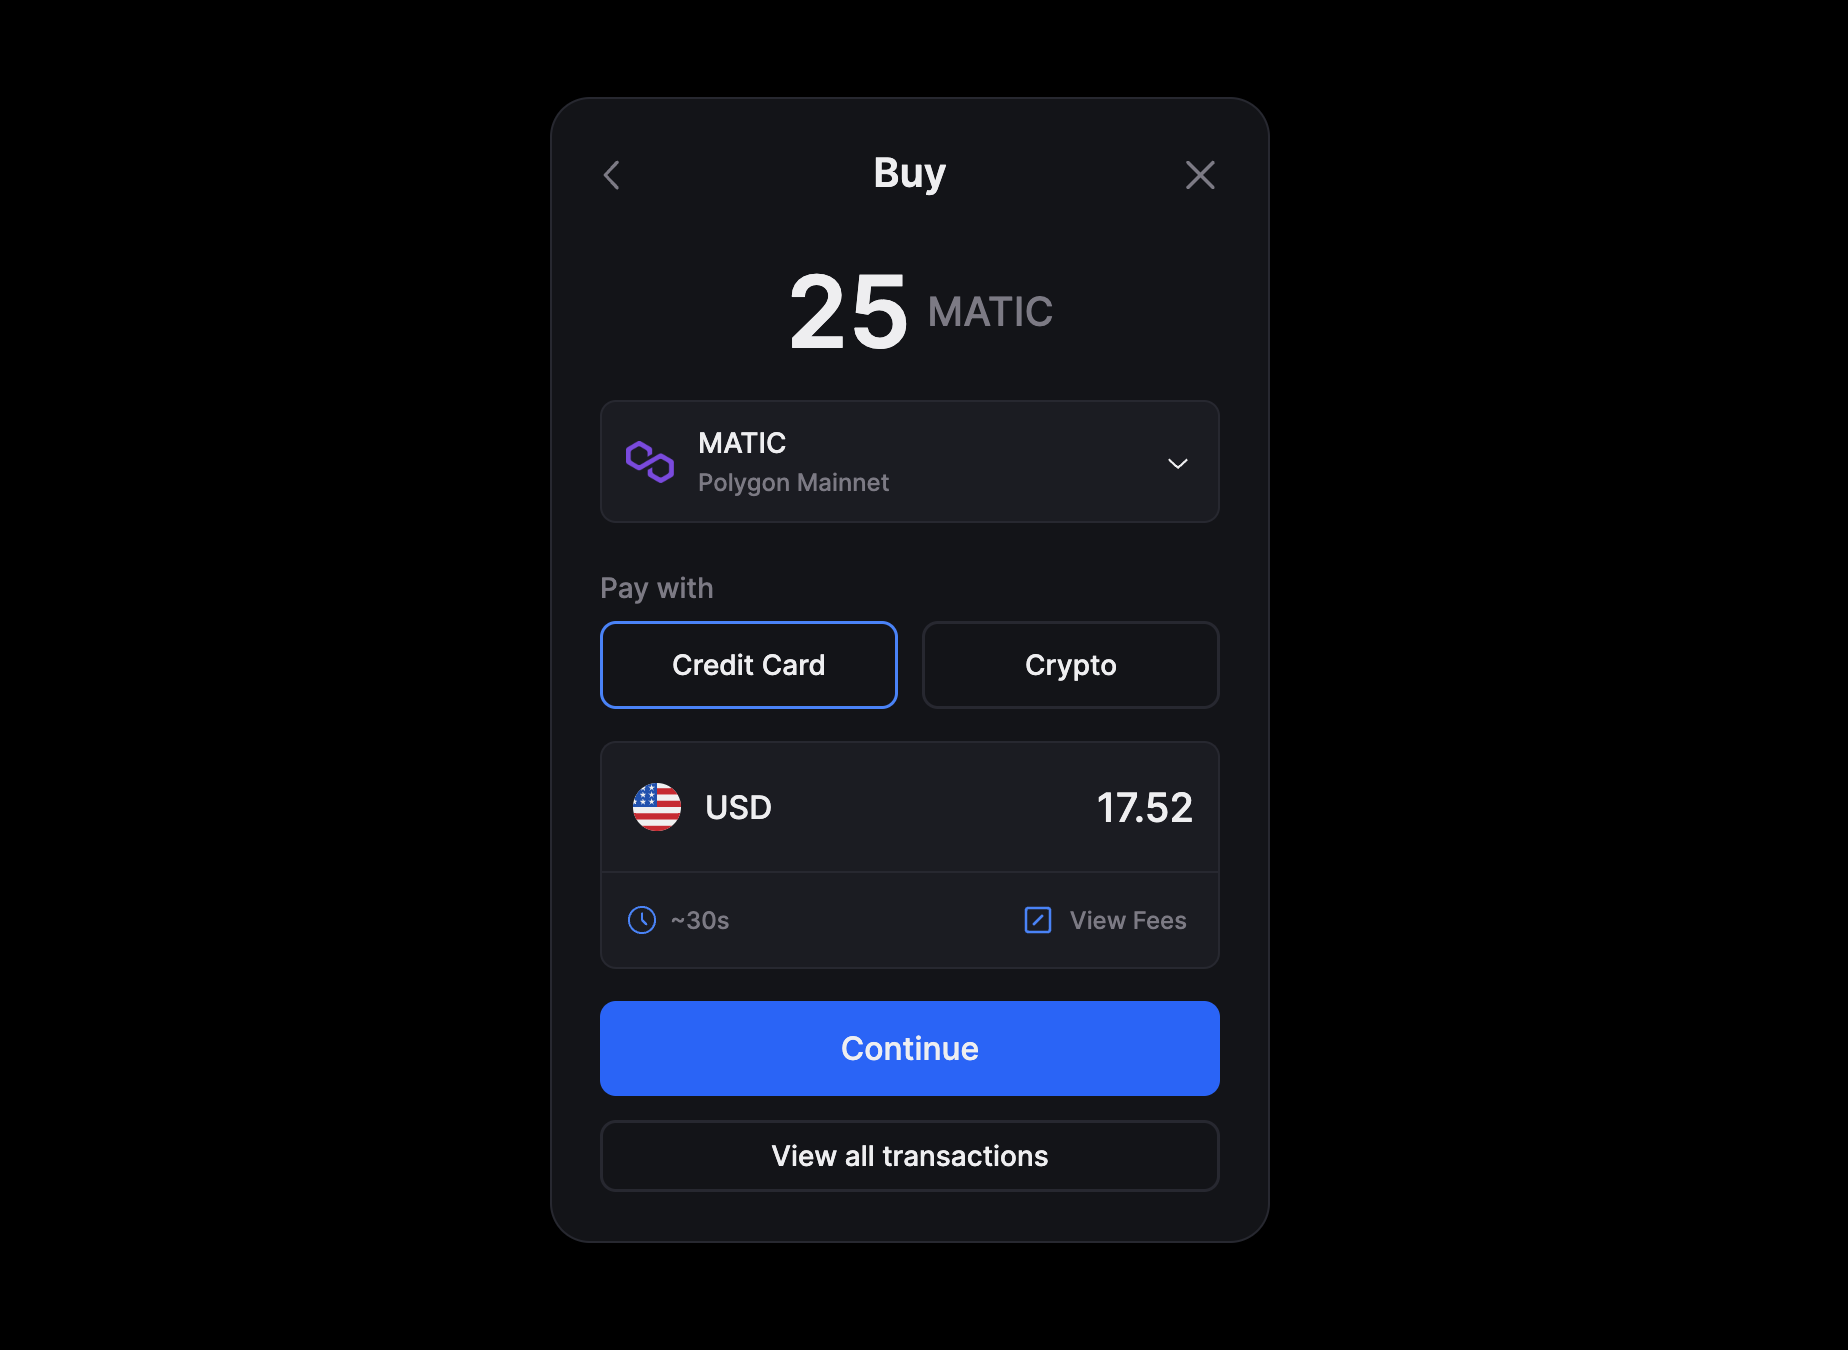 Buy
25 MATIC
MATIC
Polygon Mainnet
Pay with
Credit Card
Crypto
USD
17.52
~30s
View Fees
Continue
View all transactions